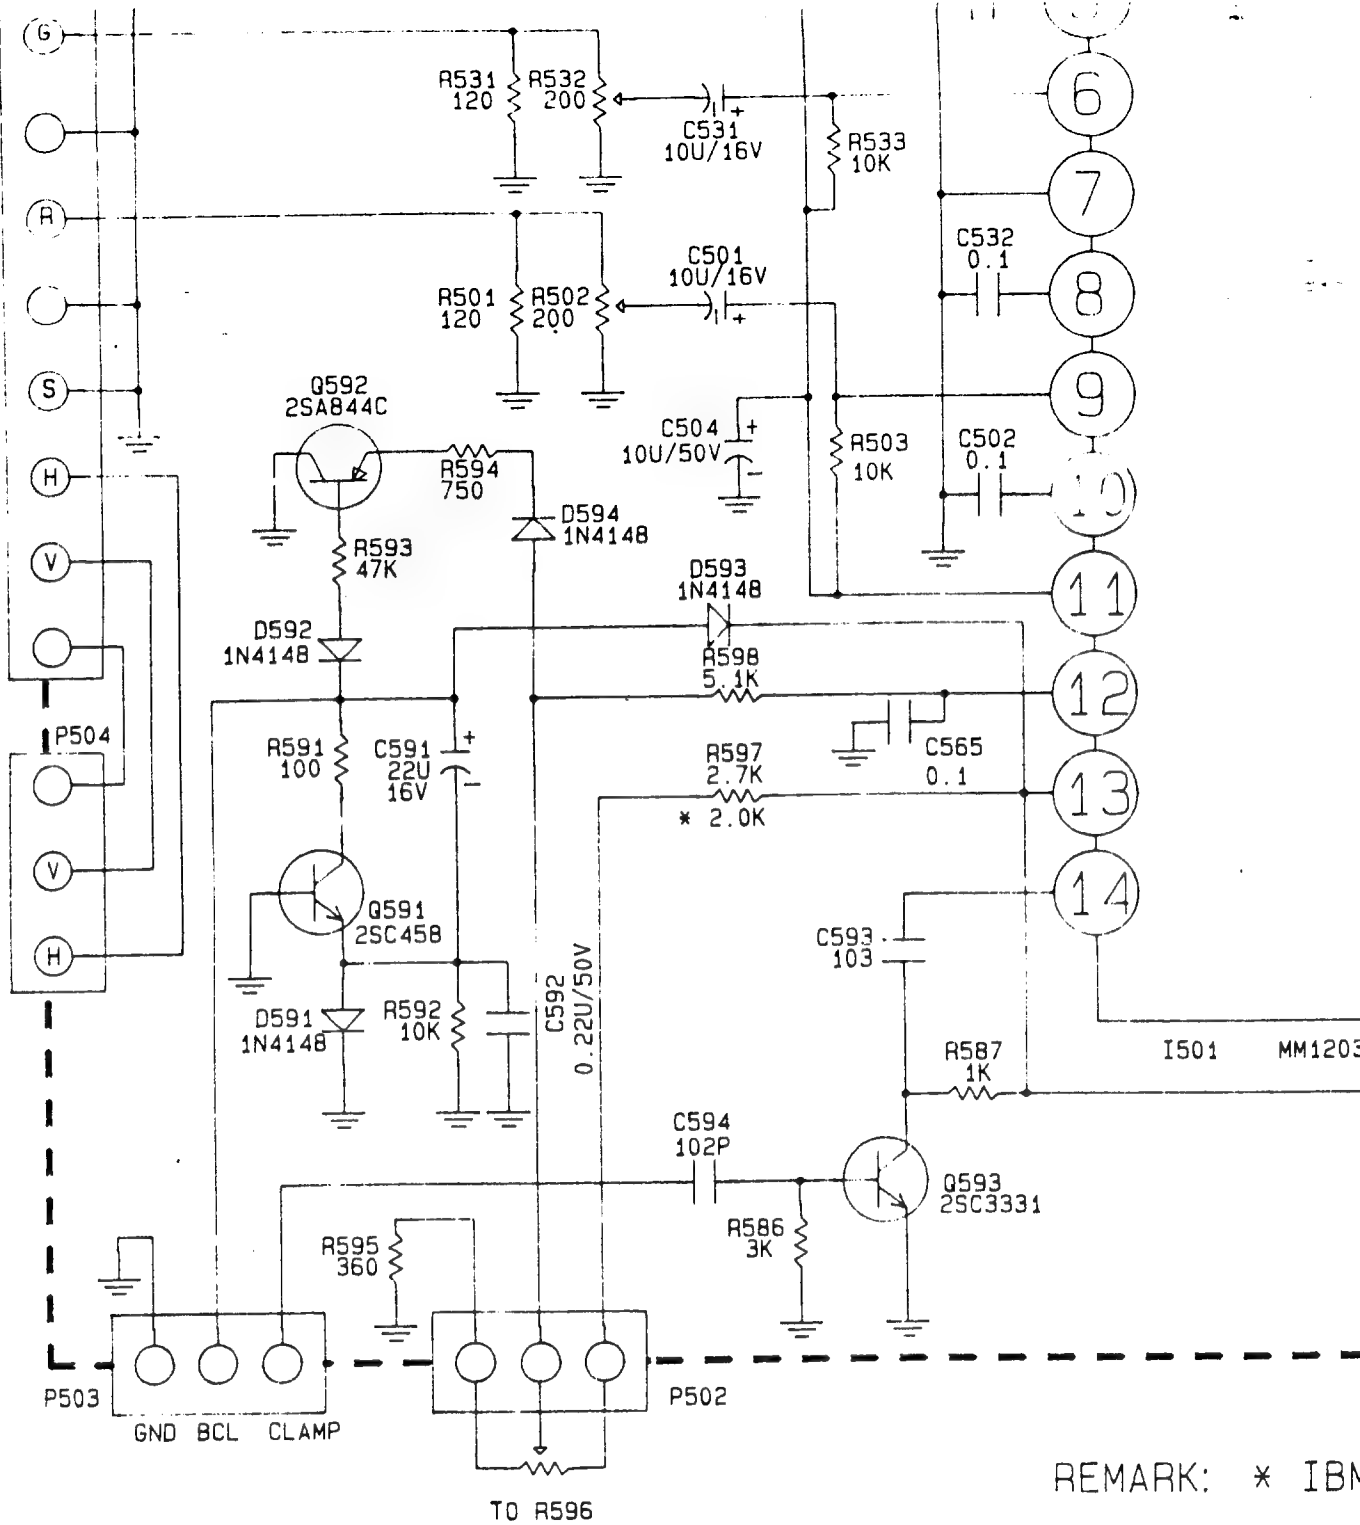 G
R531
120
R532
200
C531
10U/16V
+
R533
10K
6
7
R
C501
10U/16V
+
R501
120
R502
200
C532
0.1
8
S
Q592
2SA844C
9
C504
10U/50V
+
-
R503
10K
C502
0.1
10
H
R594
750
D594
1N4148
V
R593
47K
D593
1N4148
11
D592
1N4148
R598
5.1K
12
P504
R591
100
C591
22U
16V
+
-
C565
0.1
R597
2.7K
* 2.0K
13
V
Q591
2SC458
14
H
C593
103
C592
0.22U/50V
D591
1N4148
R592
10K
R587
1K
I501
MM1203
C594
102P
Q593
2SC3331
R586
3K
R595
360
P503
P502
GND
BCL
CLAMP
REMARK: * IBM
TO R596